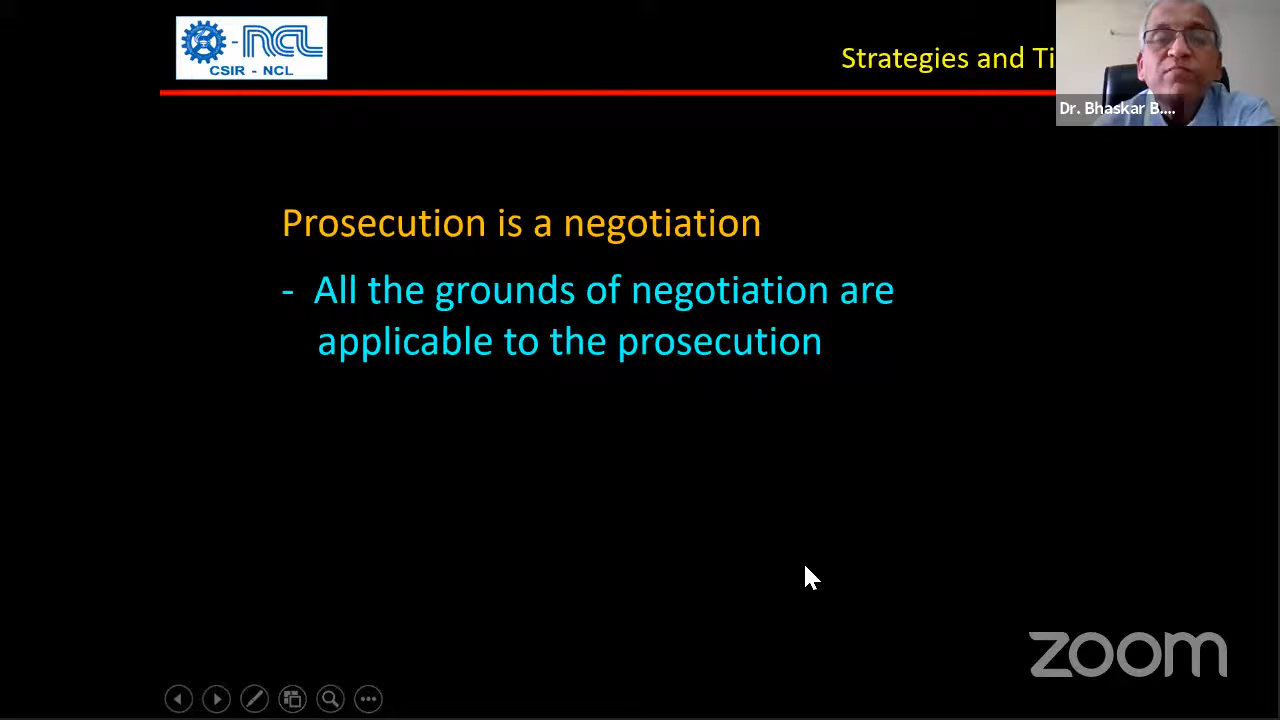 NCL
CSIR - NCL
Strategies and Ti
Dr. Bhaskar B....
Prosecution is a negotiation
- All the grounds of negotiation are
applicable to the prosecution
zoom